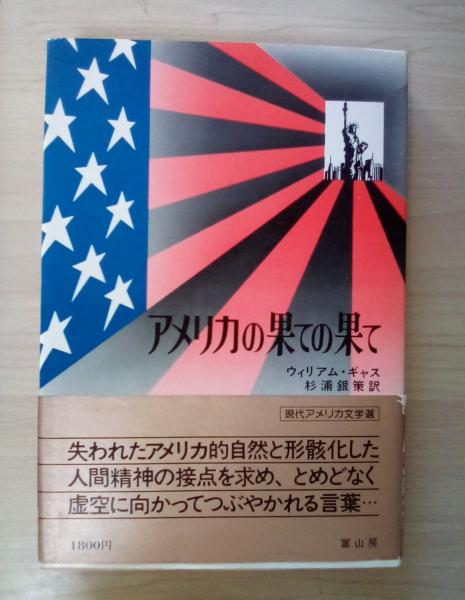 アメリカの果ての果て
ウィリアム・ギャス
杉浦銀策訳
現代アメリカ文学選
失われたアメリカ的自然と形骸化した
人間精神の接点を求め、とめどなく
虚空に向かってつぶやかれる言葉…
1800円
冨山房